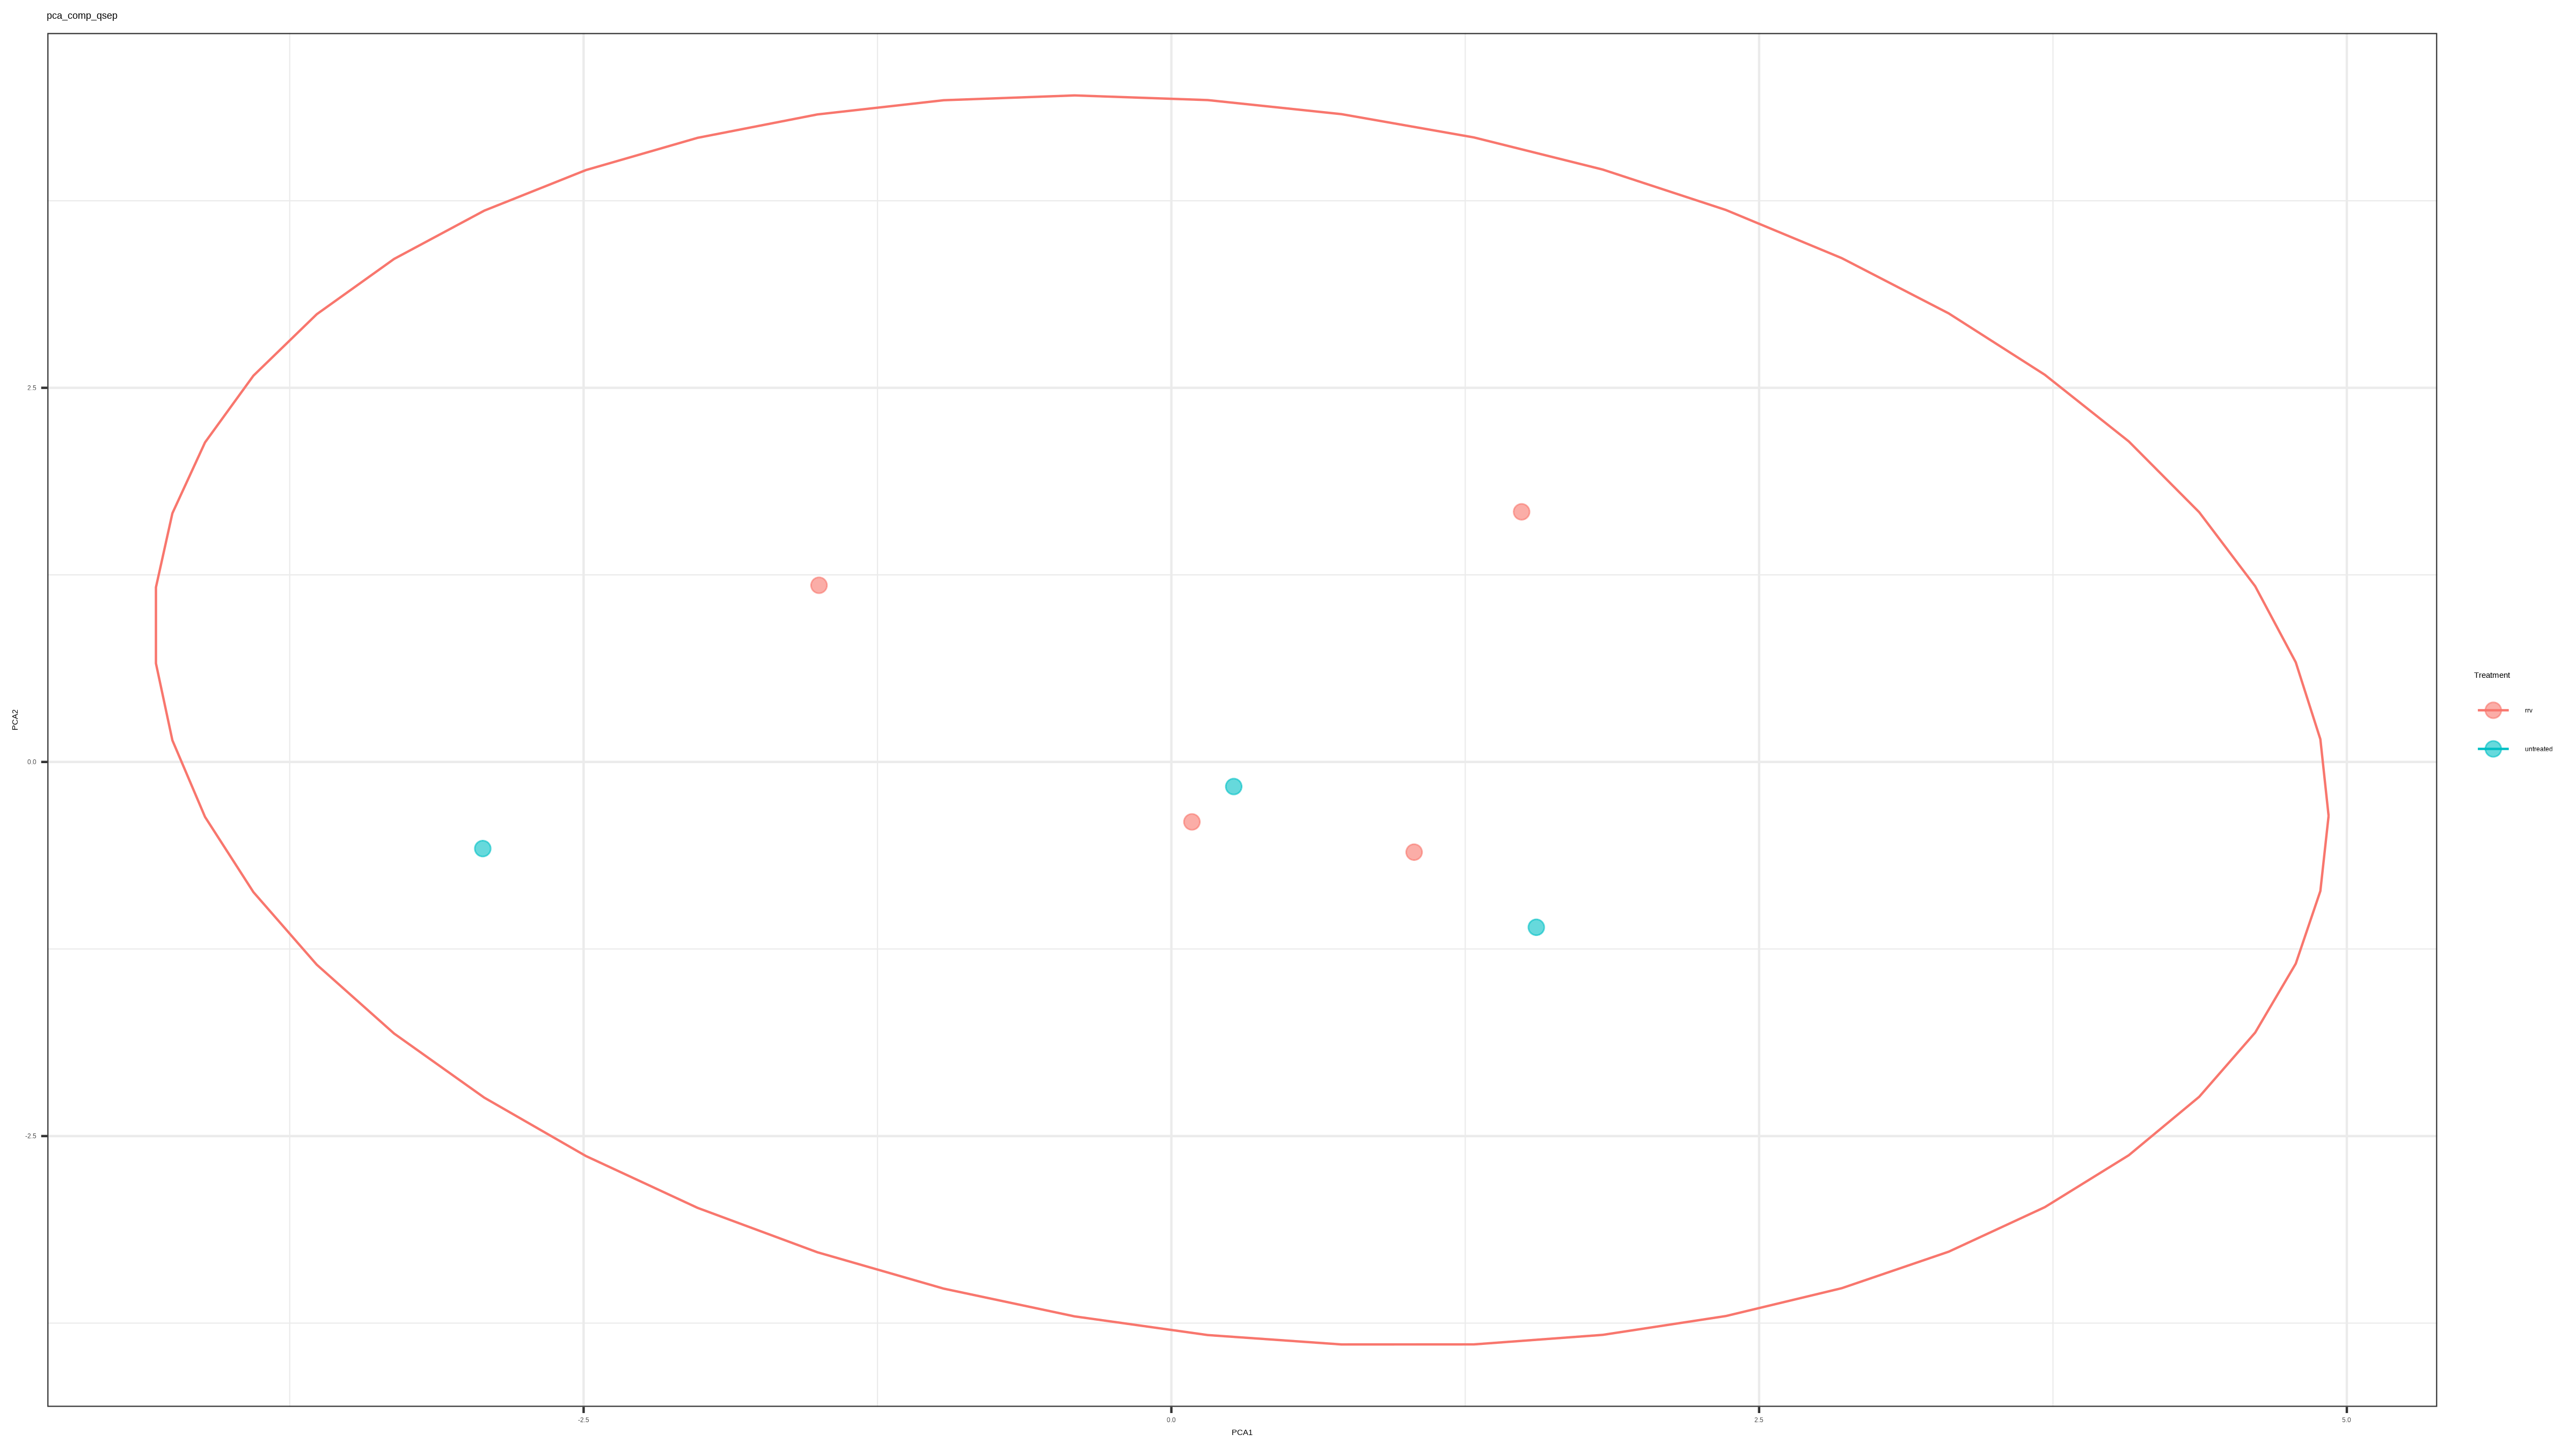 pca_comp_qsep
PCA2
2.5
0.0
-2.5
-2.5
0.0
2.5
5.0
PCA1
Treatment
rrv
untreated